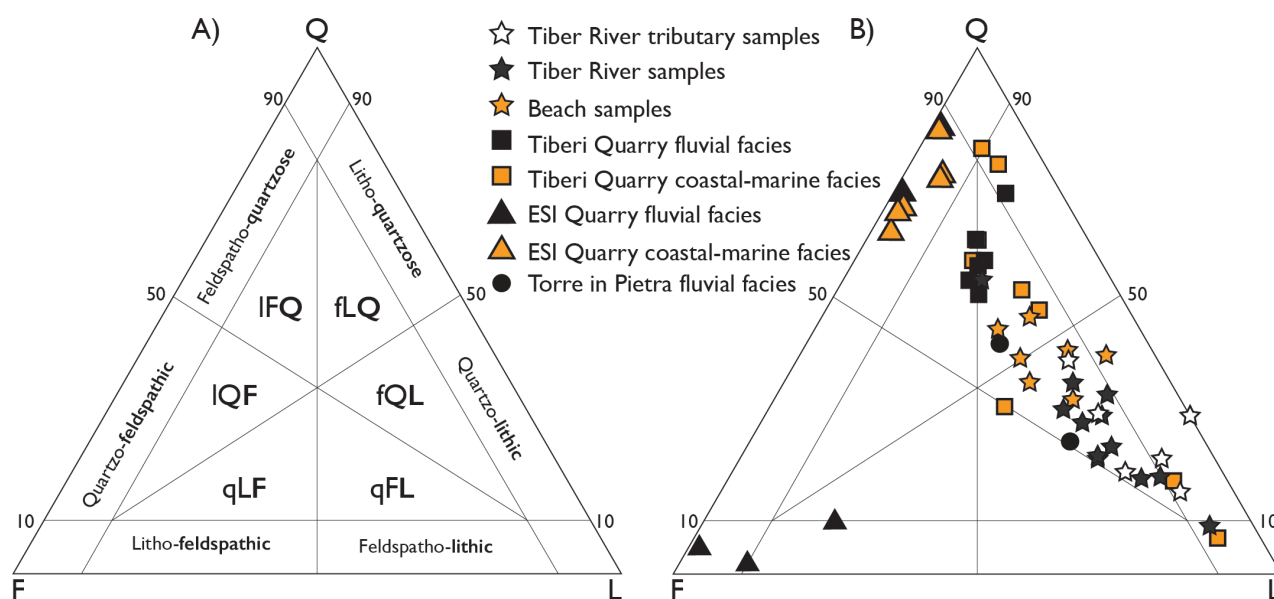 A)
Q
90
90
Feldspatho-quartzose
Litho-quartzose
50
50
lFQ
fLQ
lQF
fQL
Quartzo-feldspathic
Quartzo-lithic
qLF
qFL
10
10
Litho-feldspathic
Feldspatho-lithic
F
L
Tiber River tributary samples
Tiber River samples
Beach samples
Tiberi Quarry fluvial facies
Tiberi Quarry coastal-marine facies
ESI Quarry fluvial facies
ESI Quarry coastal-marine facies
Torre in Pietra fluvial facies
B)
Q
90
90
50
50
10
10
F
L